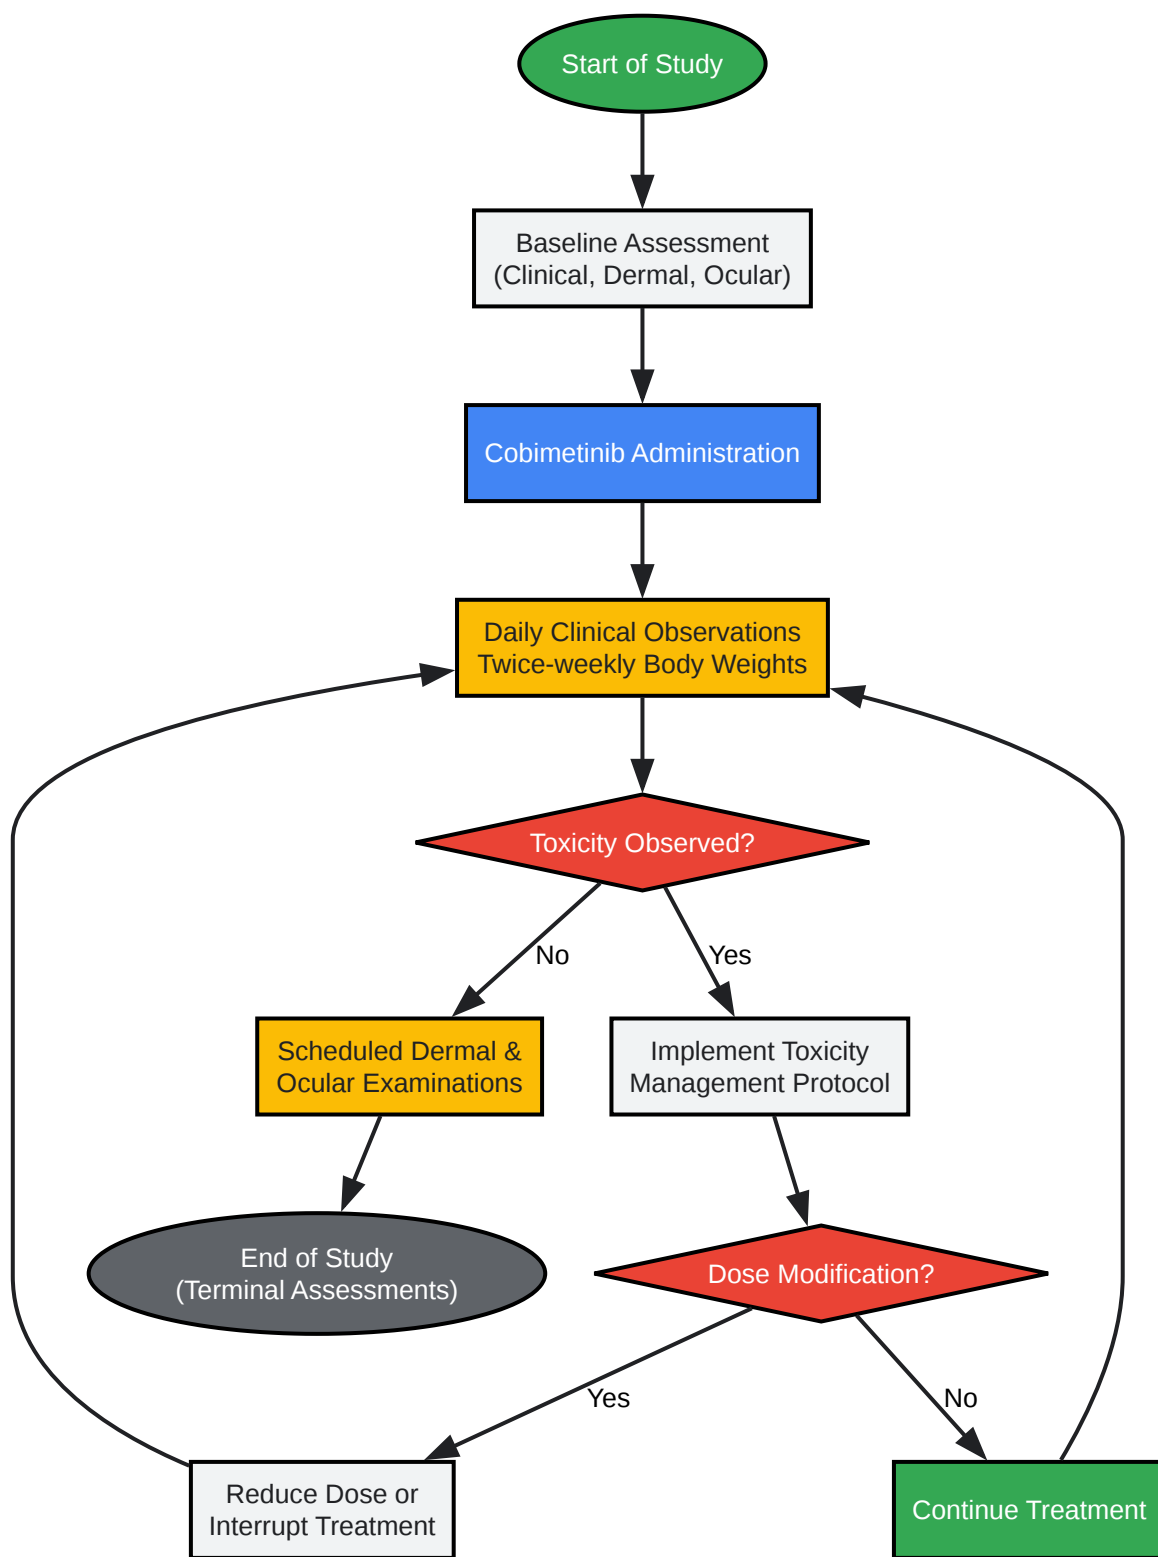 Start of Study
Baseline Assessment
(Clinical, Dermal, Ocular)
Cobimetinib Administration
Daily Clinical Observations
Twice-weekly Body Weights
Toxicity Observed?
No
Yes
Scheduled Dermal &
Ocular Examinations
Implement Toxicity
Management Protocol
End of Study
(Terminal Assessments)
Dose Modification?
Yes
No
Reduce Dose or
Interrupt Treatment
Continue Treatment